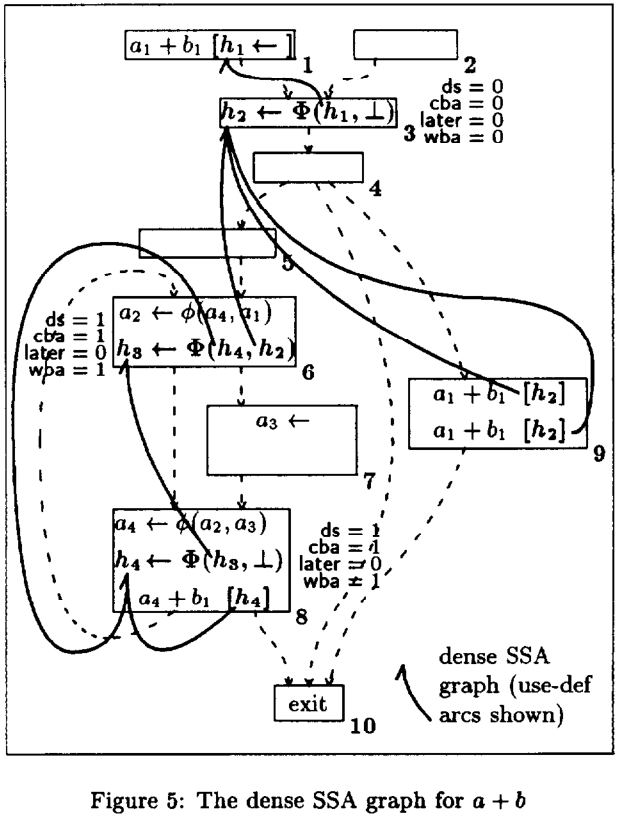 a₁ + b₁ [h₁ ← ]
1
2
h₂ ← Φ(h₁, ⊥)
3
ds = 0
cba = 0
later = 0
wba = 0
4
5
ds = 1
cba = 1
later = 0
wba = 1
a₂ ← ϕ(a₄, a₁)
h₃ ← Φ(h₄, h₂)
6
a₃ ←
7
a₁ + b₁ [h₂]
a₁ + b₁ [h₂]
9
a₄ ← ϕ(a₂, a₃)
h₄ ← Φ(h₃, ⊥)
a₄ + b₁ [h₄]
8
ds = 1
cba = 1
later = 0
wba = 1
exit
10
dense SSA
graph (use-def
arcs shown)
Figure 5: The dense SSA graph for a + b